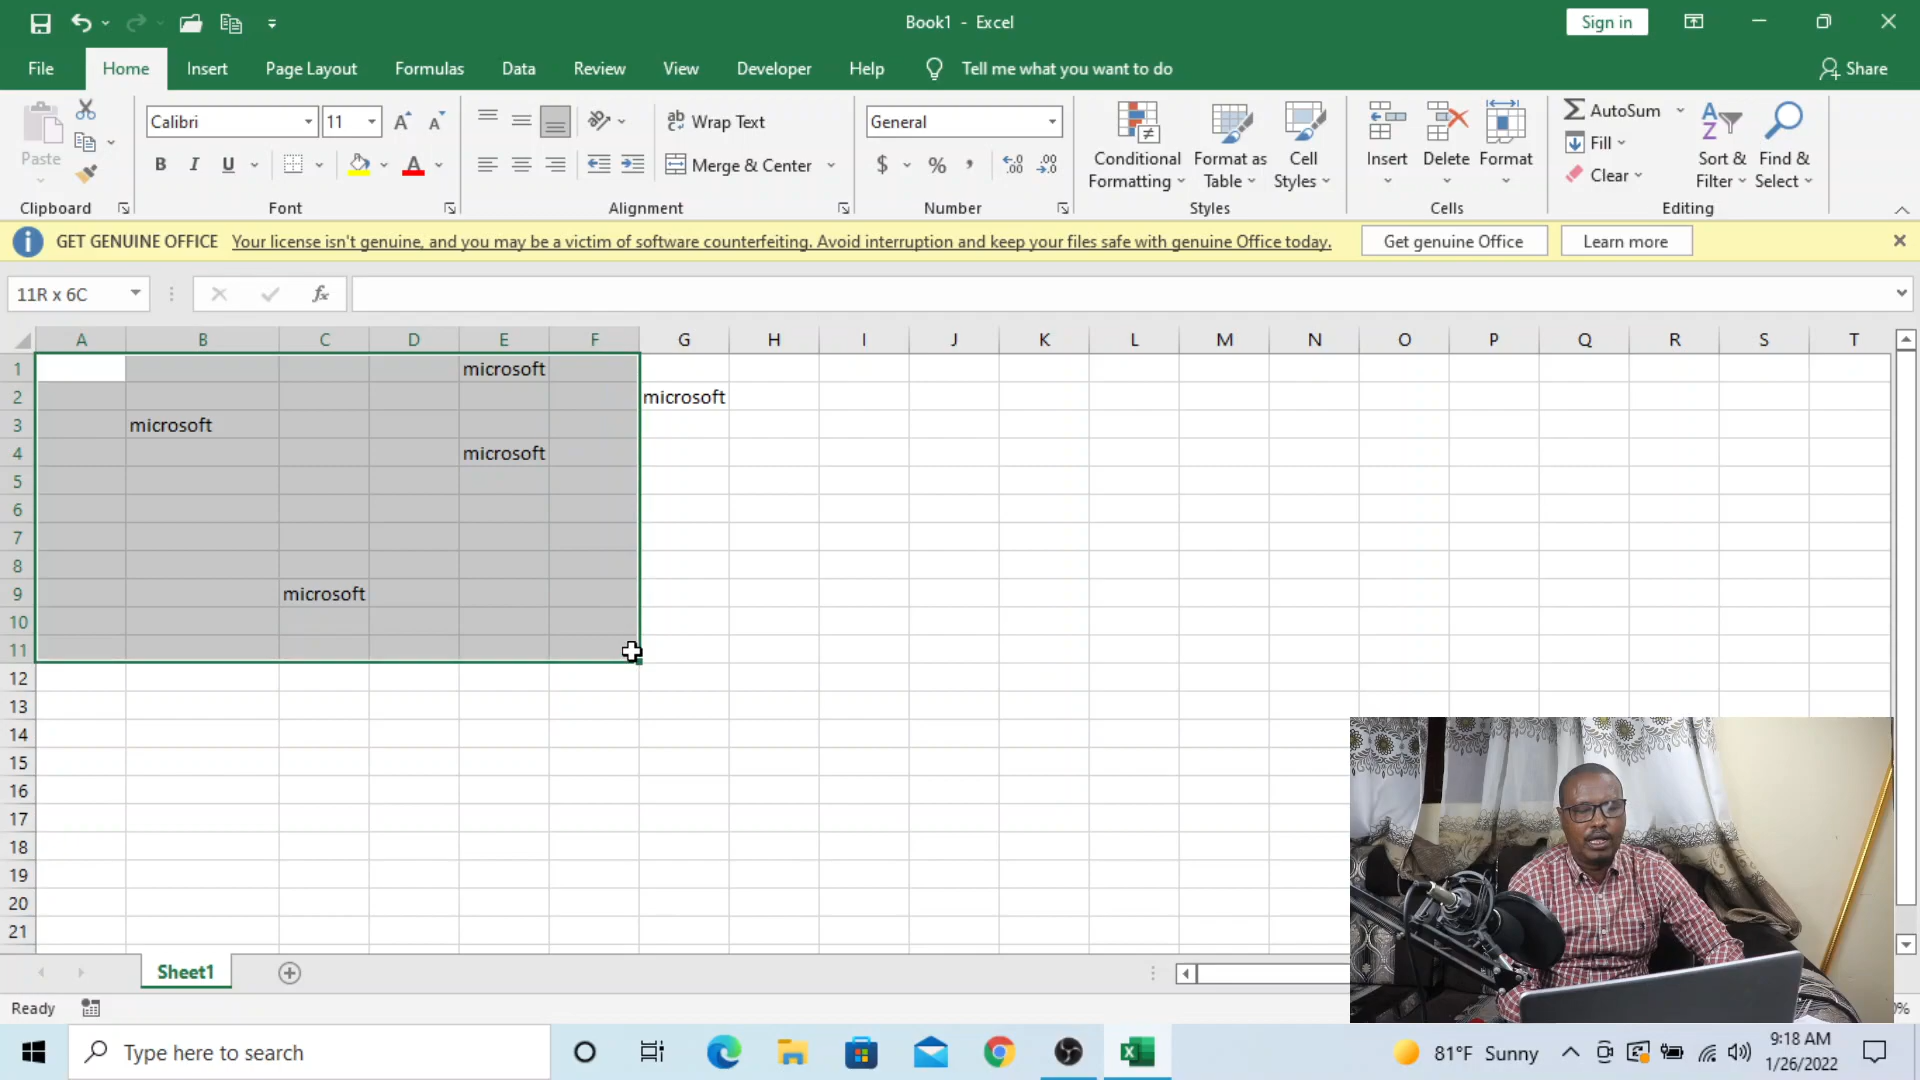 Book1 - Excel
Sign in
File Home Insert Page Layout Formulas Data Review View Developer Help Tell me what you want to do Share
Paste
Clipboard
Calibri 11
B I U
Font
Wrap Text
Merge & Center
Alignment
General
$ % ,
Number
Conditional Formatting
Format as Table
Cell Styles
Styles
Insert Delete Format
Cells
AutoSum
Fill
Clear
Sort & Filter
Find & Select
Editing
GET GENUINE OFFICE Your license isn't genuine, and you may be a victim of software counterfeiting. Avoid interruption and keep your files safe with genuine Office today. Get genuine Office Learn more
11R x 6C fx
A B C D E F G H I J K L M N O P Q R S T
1 microsoft
2 microsoft
3 microsoft
4 microsoft
5
6
7
8
9 microsoft
10
11
12
13
14
15
16
17
18
19
20
21
Sheet1
Ready
Type here to search
81°F Sunny
9:18 AM
1/26/2022